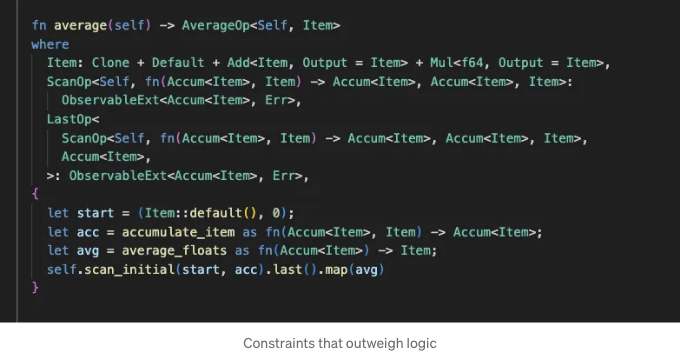 fn average(self) -> AverageOp<Self, Item>
where
  Item: Clone + Default + Add<Item, Output = Item> + Mul<f64, Output = Item>,
  ScanOp<Self, fn(Accum<Item>, Item) -> Accum<Item>, Accum<Item>, Item>:
    ObservableExt<Accum<Item>, Err>,
  LastOp<
    ScanOp<Self, fn(Accum<Item>, Item) -> Accum<Item>, Accum<Item>, Item>,
    Accum<Item>,
  >: ObservableExt<Accum<Item>, Err>,
{
  let start = (Item::default(), 0);
  let acc = accumulate_item as fn(Accum<Item>, Item) -> Accum<Item>;
  let avg = average_floats as fn(Accum<Item>) -> Item;
  self.scan_initial(start, acc).last().map(avg)
}
Constraints that outweigh logic